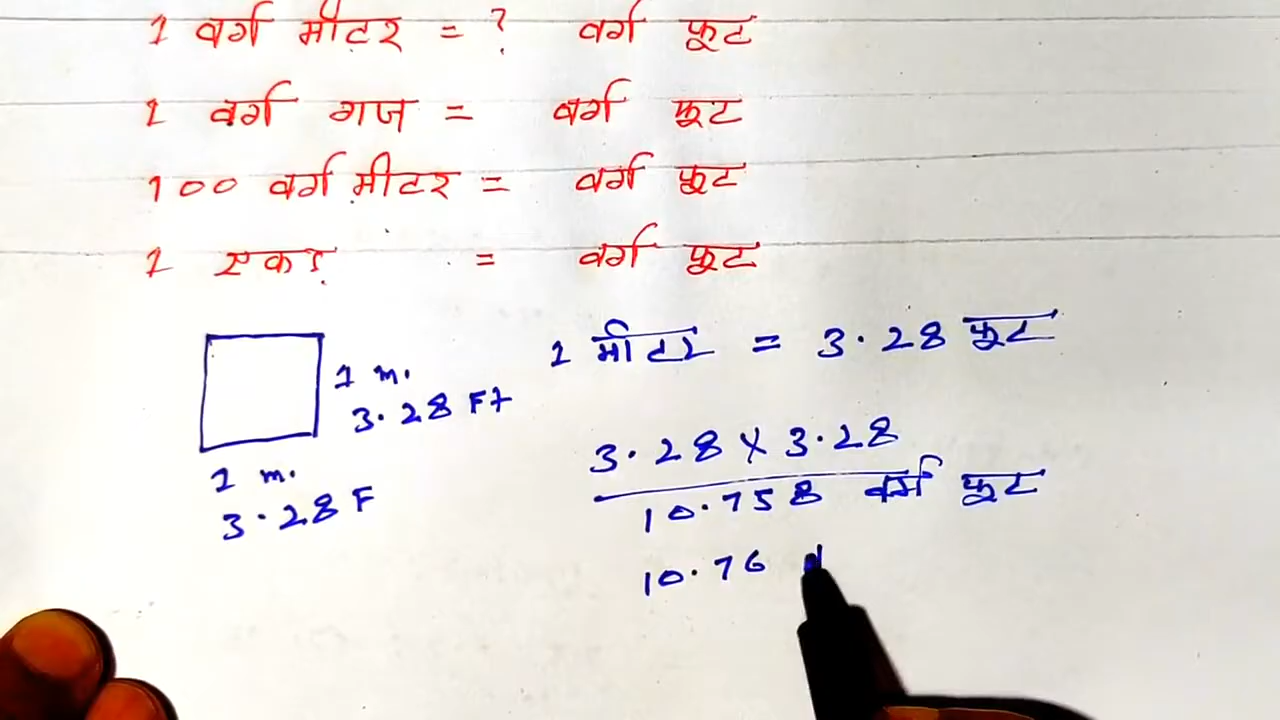 1 वर्ग मीटर = ? वर्ग फूट
1 वर्ग गज = वर्ग फूट
100 वर्ग मीटर = वर्ग फूट
1 एकड़ = वर्ग फूट
1 m.
3.28 Ft
1 m.
3.28 F
1 मीटर = 3.28 फूट
3.28 x 3.28
10.758 वर्ग फूट
10.76